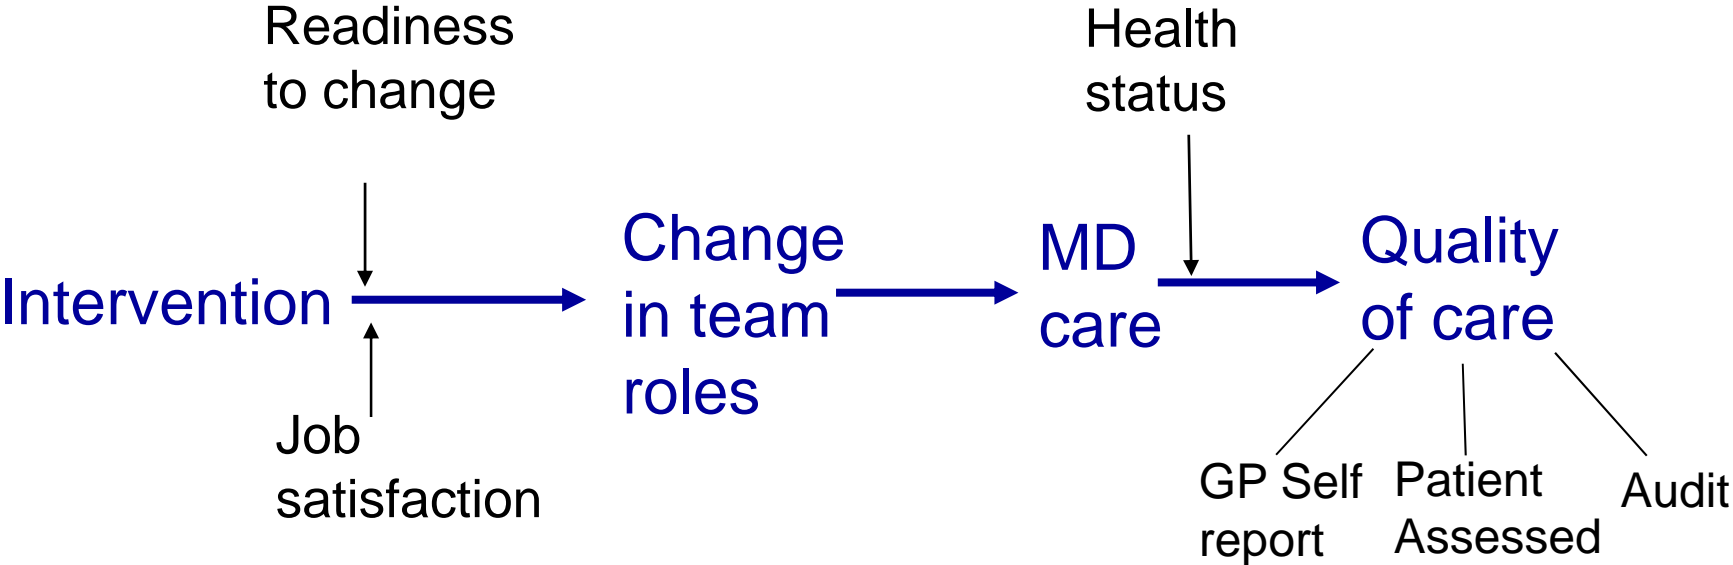 Readiness
to change
Health
status
Intervention
Change
in team
roles
MD
care
Quality
of care
Job
satisfaction
GP Self
report
Patient
Assessed
Audit